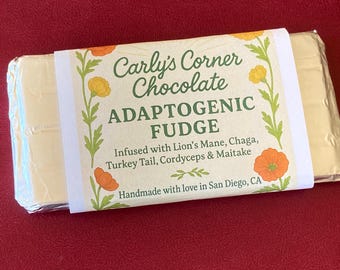 Carly's Corner
Chocolate
ADAPTOGENIC
FUDGE
Infused with Lion's Mane, Chaga,
Turkey Tail, Cordyceps & Maitake
Handmade with love in San Diego, CA